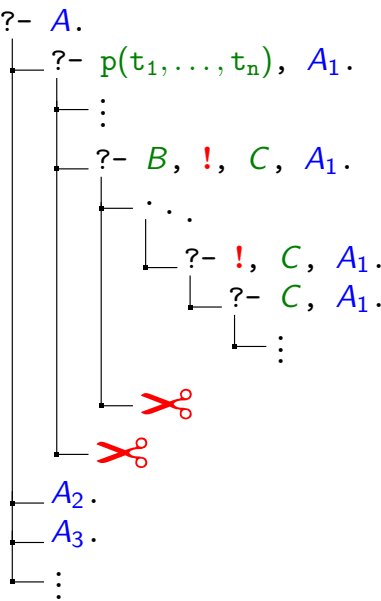 ?- A.
?- p(t₁,...,tₙ), A₁.
⋮
?- B, !, C, A₁.
⋱
?- !, C, A₁.
?- C, A₁.
⋮
A₂.
A₃.
⋮